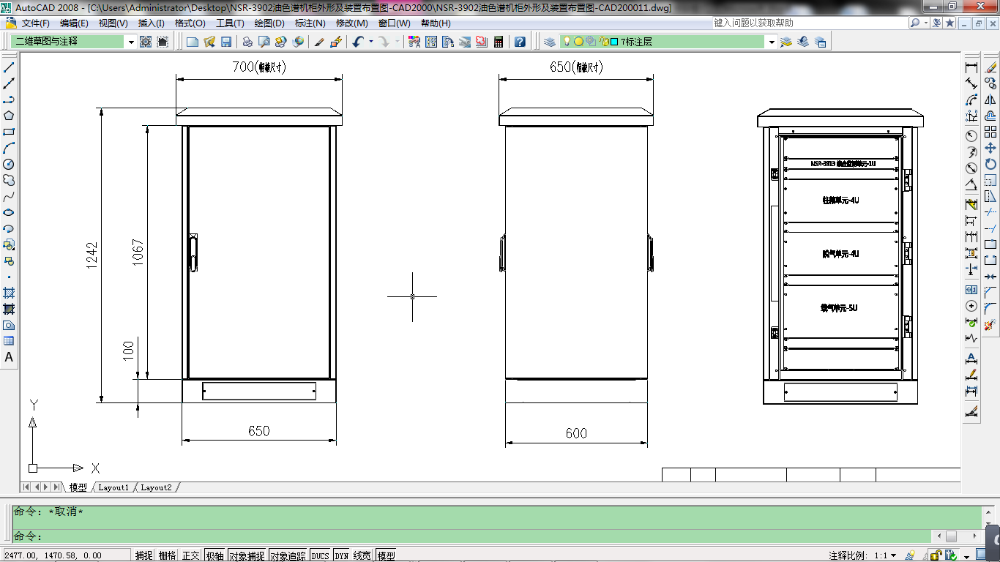 AutoCAD 2008 - [C:\Users\Administrator\Desktop\NSR-3902油色谱机柜外形及装置布置图-CAD2000\NSR-3902油色谱机柜外形及装置布置图-CAD200011.dwg]
文件(F) 编辑(E) 视图(V) 插入(I) 格式(O) 工具(T) 绘图(D) 标注(N) 修改(M) 窗口(W) 帮助(H) 键入问题以获取帮助
二维草图与注释 7标注层
700(帽檐尺寸) 650(帽檐尺寸)
NSR-3913 综合监测单元-1U
柱箱单元-4U
1242 1067
脱气单元-4U
载气单元-5U
100
650 600
Y
X
模型 Layout1 Layout2
命令: *取消*
命令:
2477.00, 1470.58, 0.00 捕捉 栅格 正交 极轴 对象捕捉 对象追踪 DUCS DYN 线宽 模型 注释比例: 1:1
A